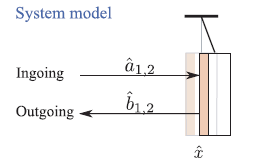 System model
Ingoing
â₁,₂
Outgoing
b̂₁,₂
x̂